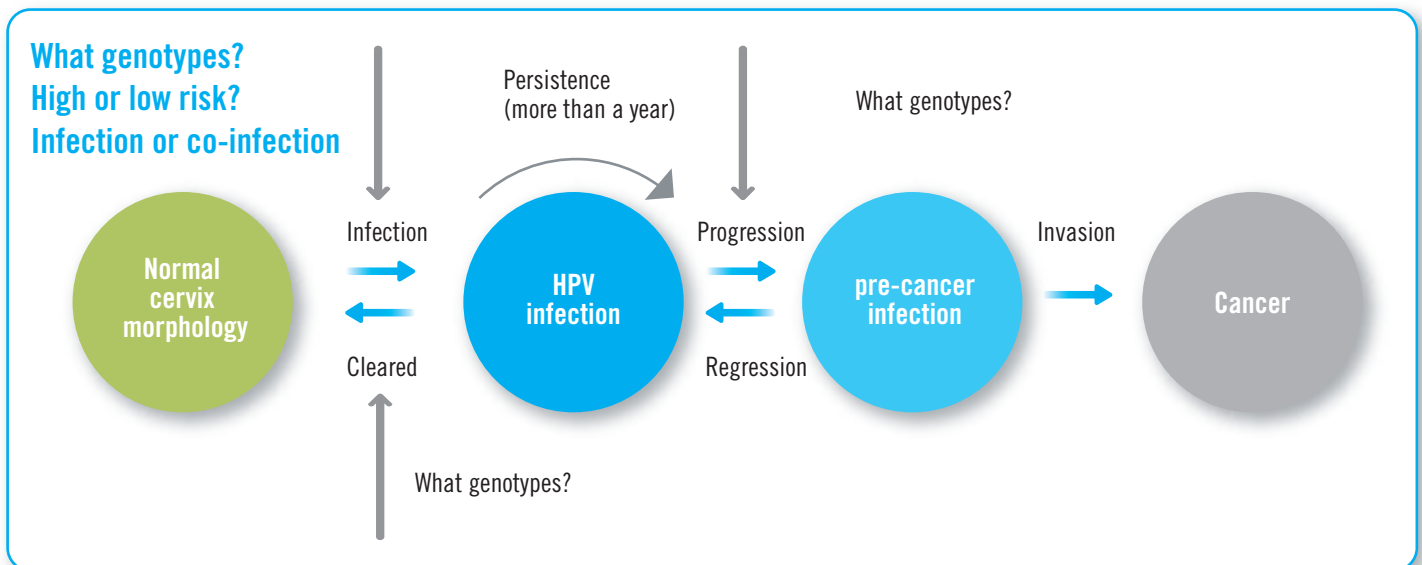 What genotypes?
High or low risk?
Infection or co-infection
Persistence
(more than a year)
What genotypes?
Normal
cervix
morphology
Infection
Cleared
HPV
infection
Progression
Regression
pre-cancer
infection
Invasion
Cancer
What genotypes?